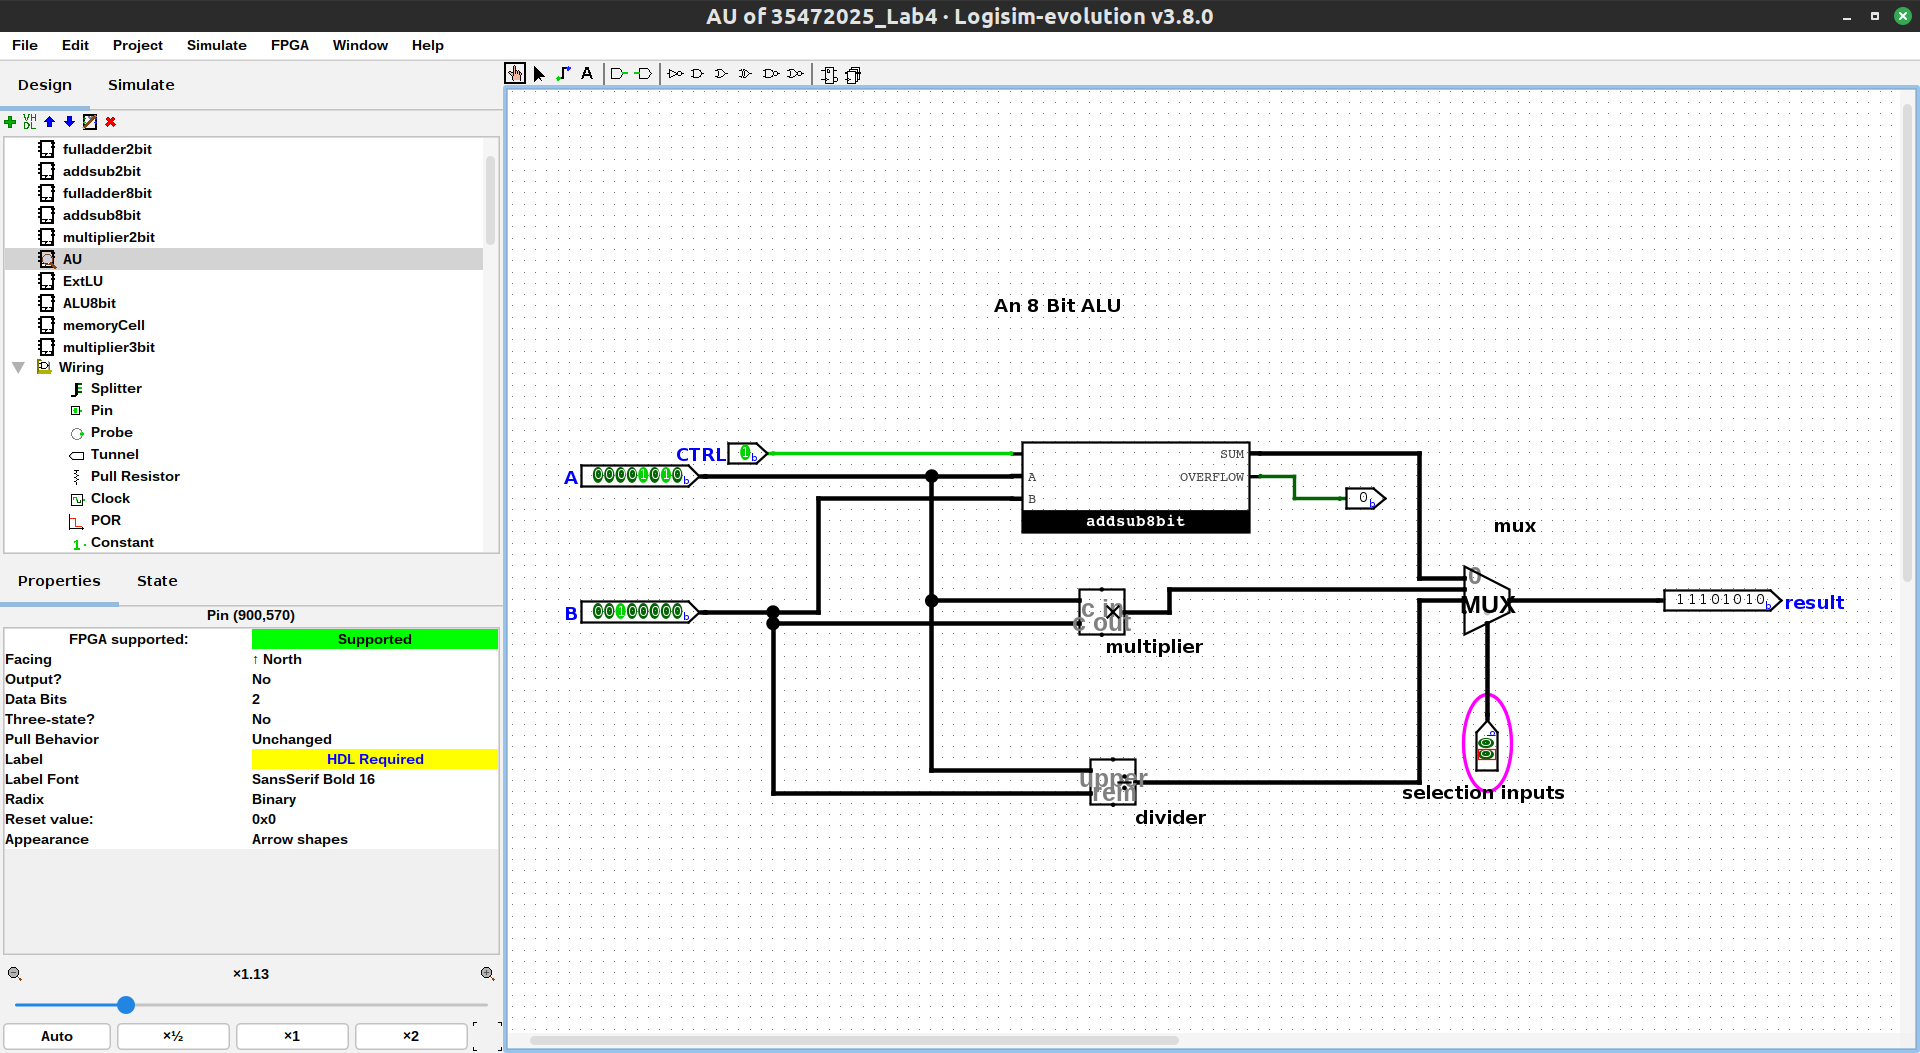 AU of 35472025_Lab4 · Logisim-evolution v3.8.0
File Edit Project Simulate FPGA Window Help
Design Simulate
VH
DL
A
fulladder2bit
addsub2bit
fulladder8bit
addsub8bit
multiplier2bit
AU
ExtLU
ALU8bit
memoryCell
multiplier3bit
Wiring
Splitter
Pin
Probe
Tunnel
Pull Resistor
Clock
POR
1 Constant
Properties State
Pin (900,570)
FPGA supported: Supported
Facing ↑ North
Output? No
Data Bits 2
Three-state? No
Pull Behavior Unchanged
Label HDL Required
Label Font SansSerif Bold 16
Radix Binary
Reset value: 0x0
Appearance Arrow shapes
×1.13
Auto ×½ ×1 ×2
An 8 Bit ALU
CTRL 1 b
A 00001010 b
B 00100000 b
SUM
A OVERFLOW
B
addsub8bit
0 b
mux
0
MUX
11101010 b result
c in
c out
multiplier
b
0
0
selection inputs
upper
rem
divider